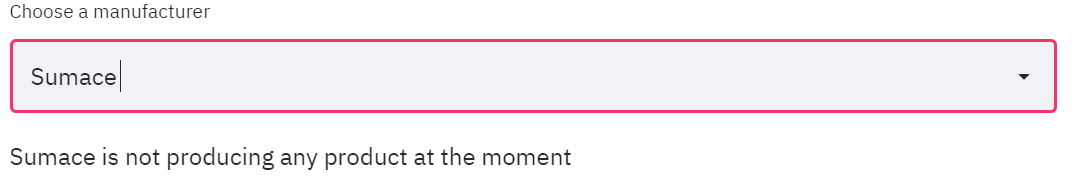 Choose a manufacturer
Sumace
Sumace is not producing any product at the moment